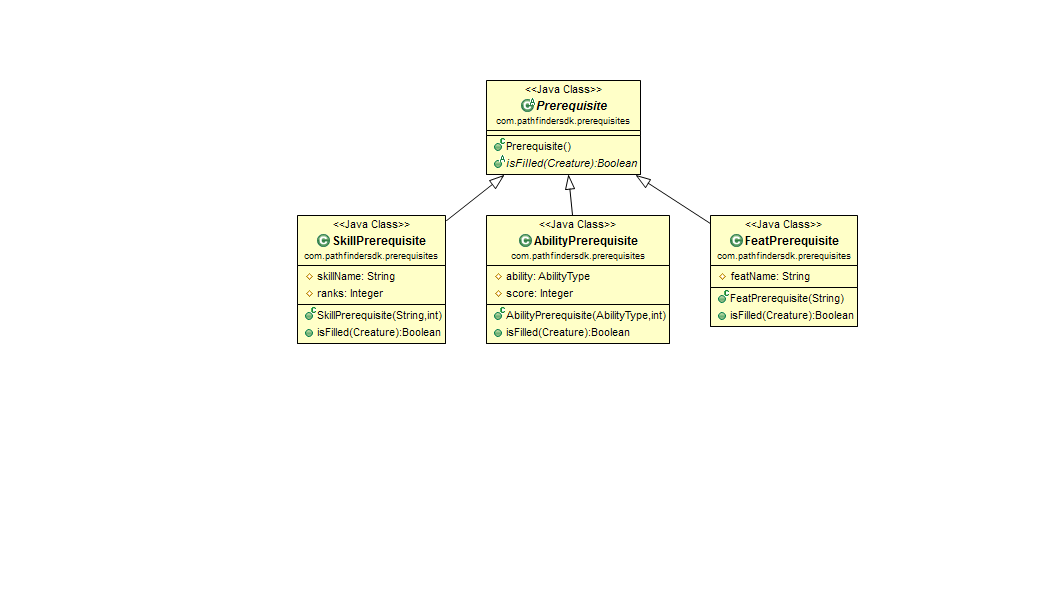 <<Java Class>>
Prerequisite
com.pathfindersdk.prerequisites
Prerequisite()
isFilled(Creature):Boolean
<<Java Class>>
SkillPrerequisite
com.pathfindersdk.prerequisites
skillName: String
ranks: Integer
SkillPrerequisite(String,int)
isFilled(Creature):Boolean
<<Java Class>>
AbilityPrerequisite
com.pathfindersdk.prerequisites
ability: AbilityType
score: Integer
AbilityPrerequisite(AbilityType,int)
isFilled(Creature):Boolean
<<Java Class>>
FeatPrerequisite
com.pathfindersdk.prerequisites
featName: String
FeatPrerequisite(String)
isFilled(Creature):Boolean